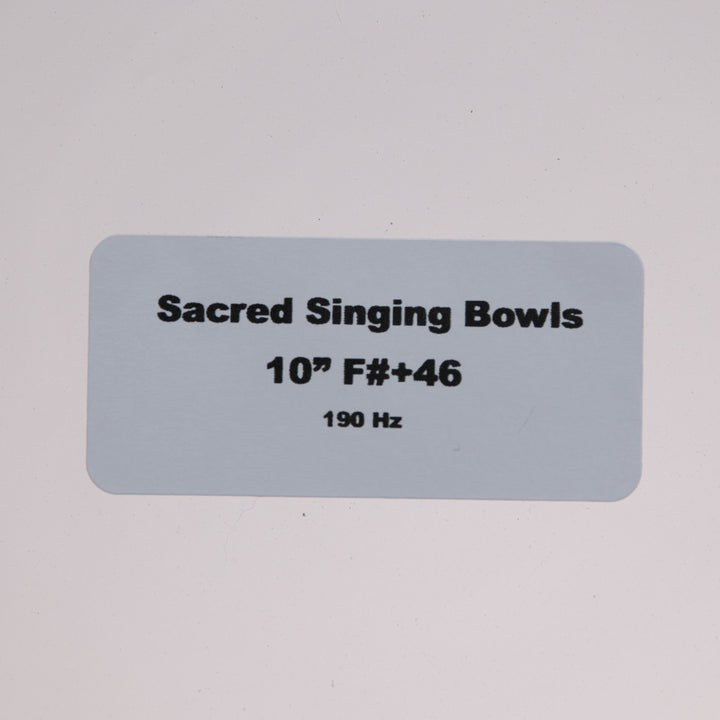 Sacred Singing Bowls
10” F#+46
190 Hz